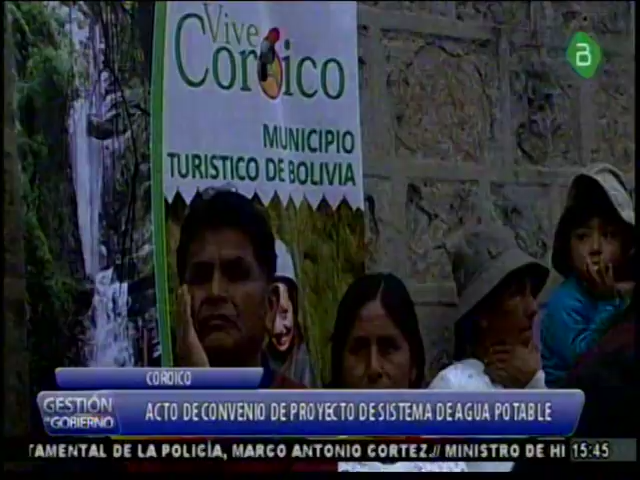 Vive
Coroico
MUNICIPIO
TURISTICO DE BOLIVIA
B
COROICO
GESTIÓN
DE GOBIERNO
ACTO DE CONVENIO DE PROYECTO DE SISTEMA DE AGUA POTABLE
TAMENTAL DE LA POLICÍA, MARCO ANTONIO CORTEZ.// MINISTRO DE HI
15:45